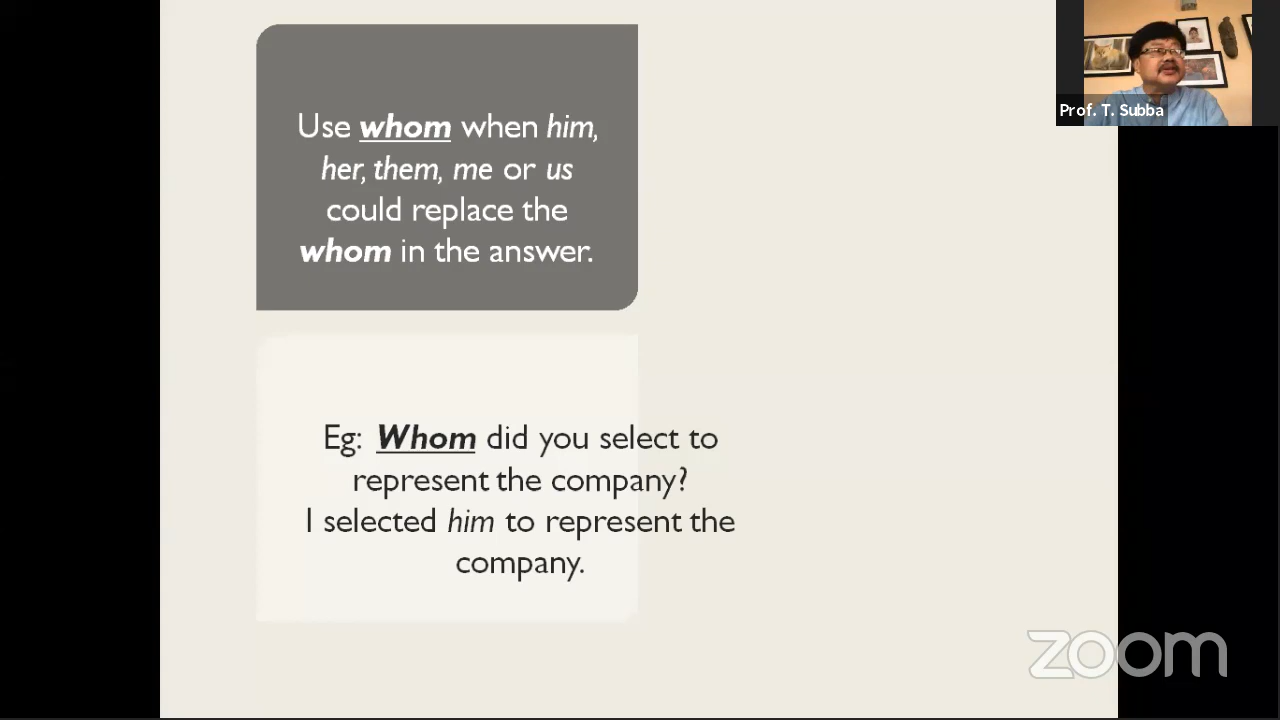 Use whom when him,
her, them, me or us
could replace the
whom in the answer.
Eg: Whom did you select to
represent the company?
I selected him to represent the
company.
Prof. T. Subba
zoom